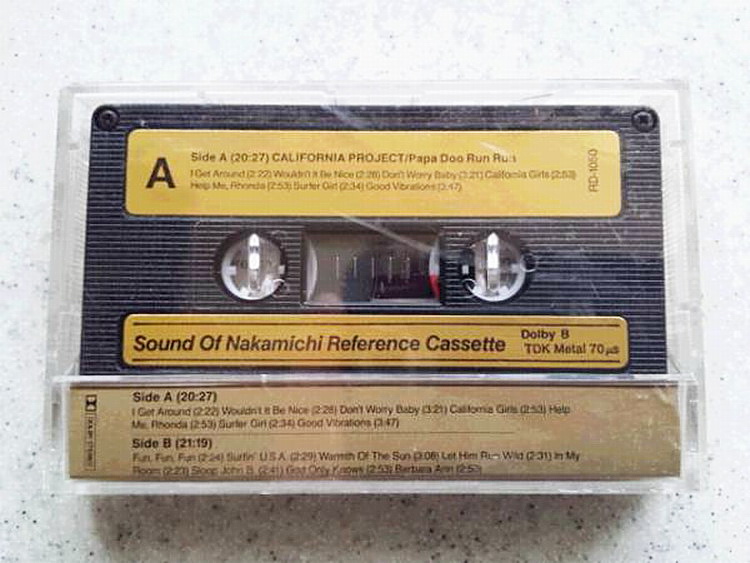 A
Side A (20:27) CALIFORNIA PROJECT/Papa Doo Run Run
I Get Around (2:22) Wouldn't It Be Nice (2:28) Don't Worry Baby (3:21) California Girls (2:53)
Help Me, Rhonda (2:53) Surfer Girl (2:34) Good Vibrations (3:47)
RD-1050
Sound Of Nakamichi Reference Cassette
Dolby B
TDK Metal 70μs
Side A (20:27)
I Get Around (2:22) Wouldn't It Be Nice (2:28) Don't Worry Baby (3:21) California Girls (2:53) Help
Me, Rhonda (2:53) Surfer Girl (2:34) Good Vibrations (3:47)
Side B (21:19)
Fun, Fun, Fun (2:24) Surfin' U.S.A. (2:29) Warmth Of The Sun (3:06) Let Him Run Wild (2:31) In My
Room (2:23) Sloop John B. (2:41) God Only Knows (2:53) Barbara Ann (2:53)